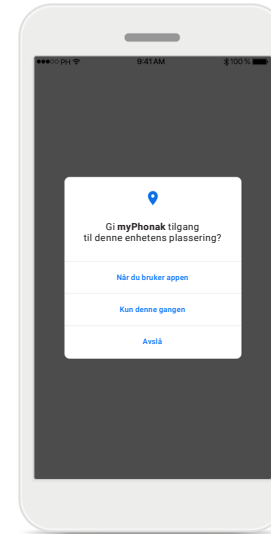 ●●●○○ PH 9:41 AM 100 %
Gi myPhonak tilgang
til denne enhetens plassering?
Når du bruker appen
Kun denne gangen
Avslå